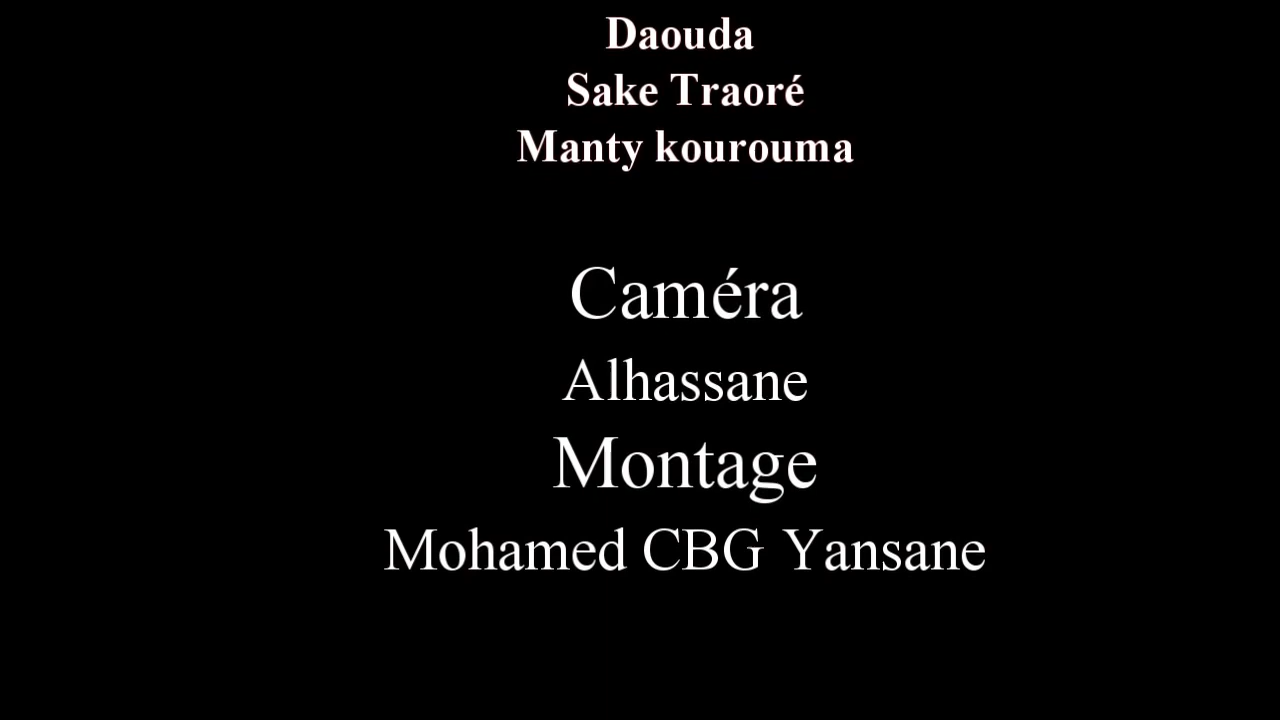 Daouda
Sake Traoré
Manty kourouma
Caméra
Alhassane
Montage
Mohamed CBG Yansane